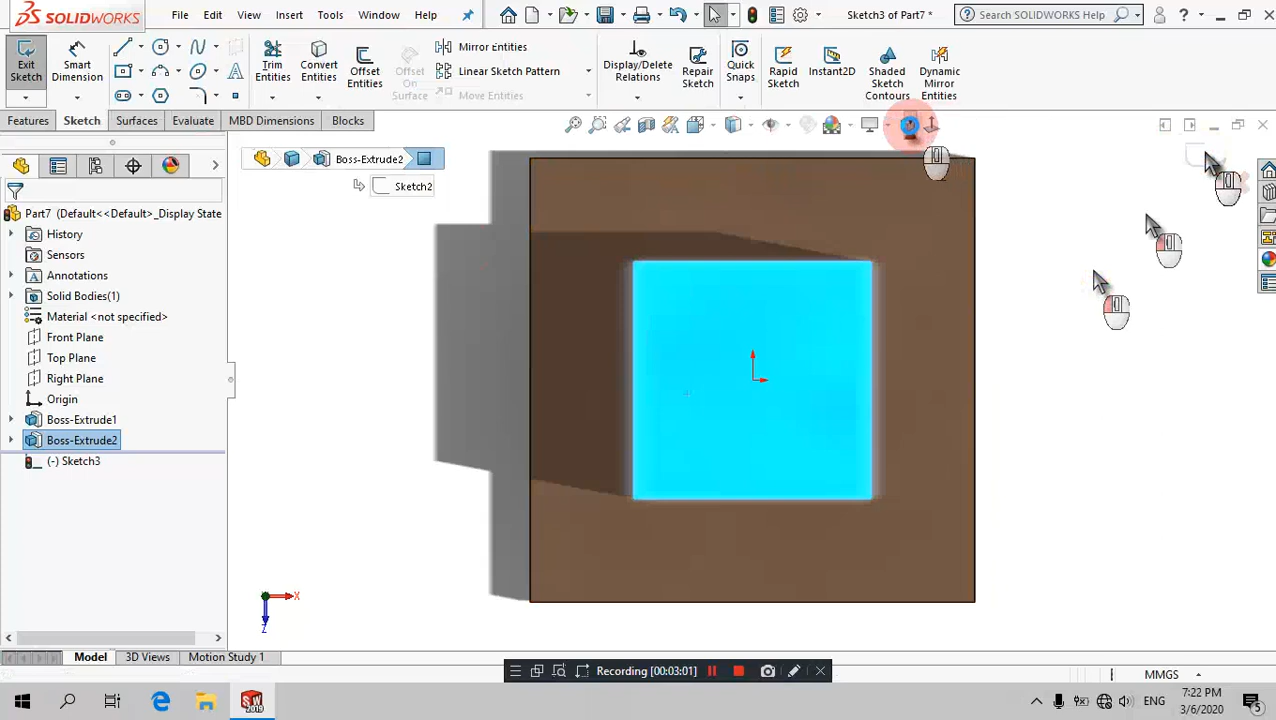 SOLIDWORKS File Edit View Insert Tools Window Help Sketch3 of Part7 * Search SOLIDWORKS Help ?
Exit Sketch Smart Dimension Trim Entities Convert Entities Offset Entities Offset On Surface Mirror Entities Linear Sketch Pattern Move Entities Display/Delete Relations Repair Sketch Quick Snaps Rapid Sketch Instant2D Shaded Sketch Contours Dynamic Mirror Entities
Features Sketch Surfaces Evaluate MBD Dimensions Blocks
Boss-Extrude2
Sketch2
Part7 (Default<<Default>_Display State
History
Sensors
Annotations
Solid Bodies(1)
Material <not specified>
Front Plane
Top Plane
Right Plane
Origin
Boss-Extrude1
Boss-Extrude2
(-) Sketch3
X
Z
Model 3D Views Motion Study 1
Recording [00:03:01]
MMGS
SW 2019
ENG
7:22 PM
3/6/2020
5